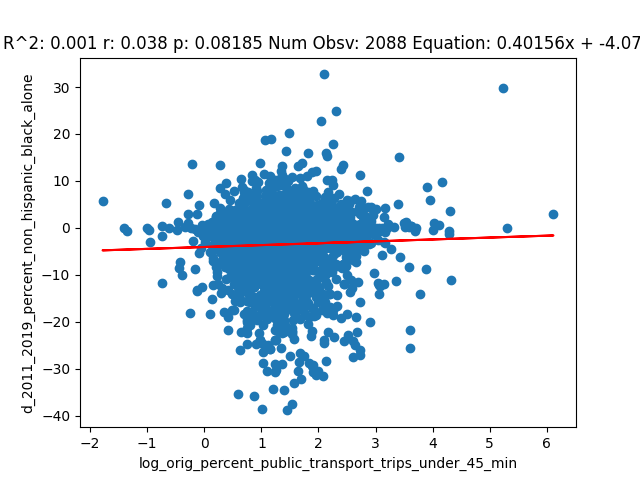 R^2: 0.001 r: 0.038 p: 0.08185 Num Obsv: 2088 Equation: 0.40156x + -4.07
d_2011_2019_percent_non_hispanic_black_alone
30
20
10
0
−10
−20
−30
−40
−2 −1 0 1 2 3 4 5 6
log_orig_percent_public_transport_trips_under_45_min